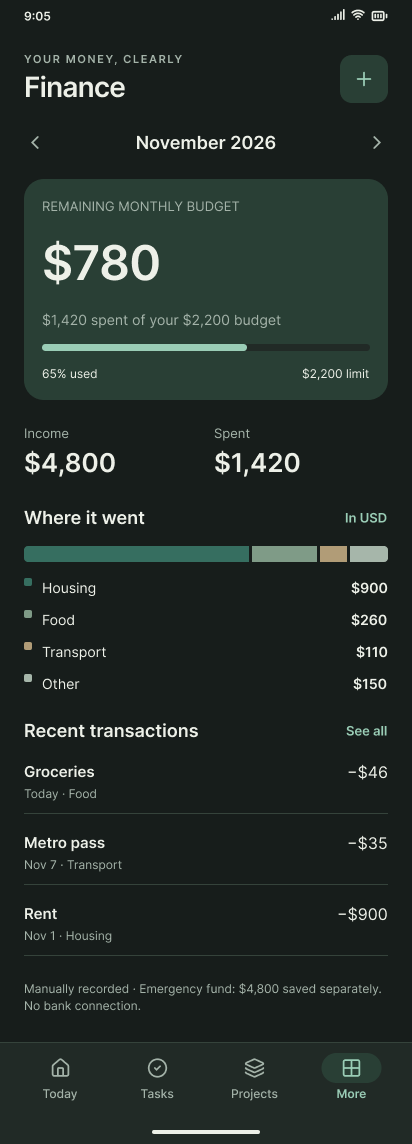 9:05
YOUR MONEY, CLEARLY
Finance
November 2026
REMAINING MONTHLY BUDGET
$780
$1,420 spent of your $2,200 budget
65% used $2,200 limit
Income Spent
$4,800 $1,420
Where it went In USD
Housing $900
Food $260
Transport $110
Other $150
Recent transactions See all
Groceries −$46
Today · Food
Metro pass −$35
Nov 7 · Transport
Rent −$900
Nov 1 · Housing
Manually recorded · Emergency fund: $4,800 saved separately.
No bank connection.
Today Tasks Projects More